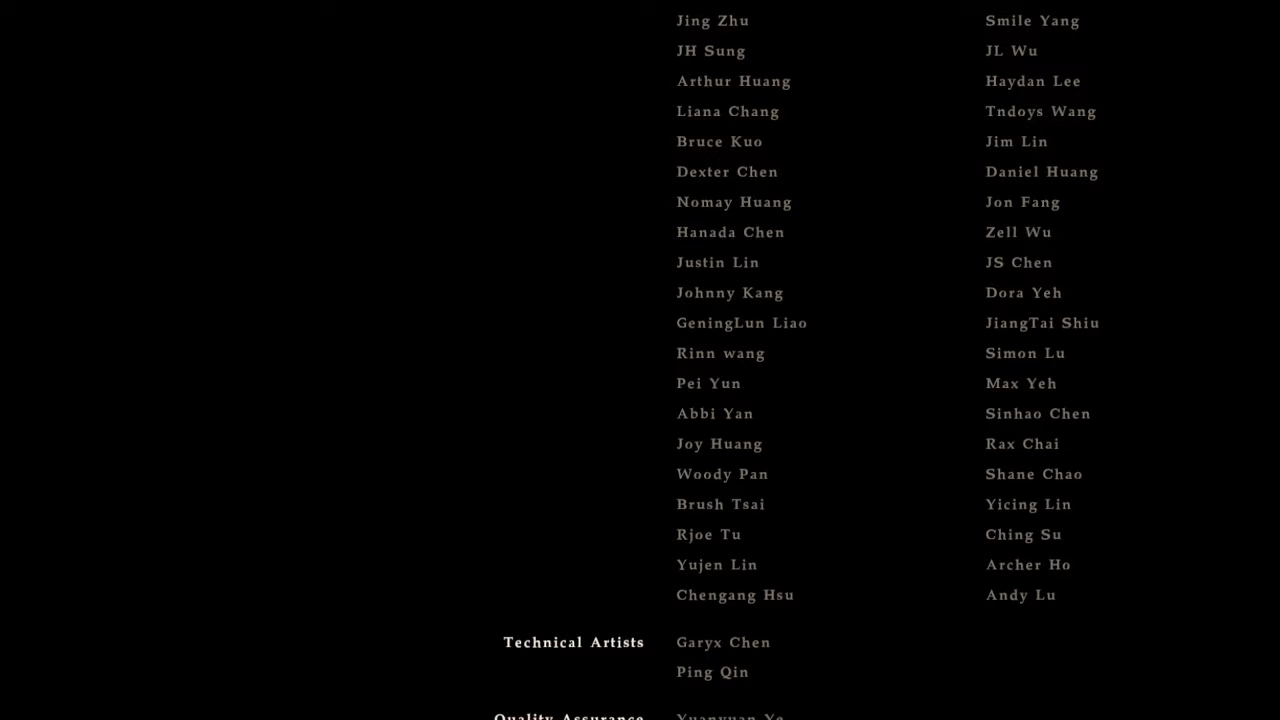 Jing Zhu Smile Yang
JH Sung JL Wu
Arthur Huang Haydan Lee
Liana Chang Tndoys Wang
Bruce Kuo Jim Lin
Dexter Chen Daniel Huang
Nomay Huang Jon Fang
Hanada Chen Zell Wu
Justin Lin JS Chen
Johnny Kang Dora Yeh
GeningLun Liao JiangTai Shiu
Rinn wang Simon Lu
Pei Yun Max Yeh
Abbi Yan Sinhao Chen
Joy Huang Rax Chai
Woody Pan Shane Chao
Brush Tsai Yicing Lin
Rjoe Tu Ching Su
Yujen Lin Archer Ho
Chengang Hsu Andy Lu
Technical Artists Garyx Chen
Ping Qin
Quality Assurance Yuanyuan Ye